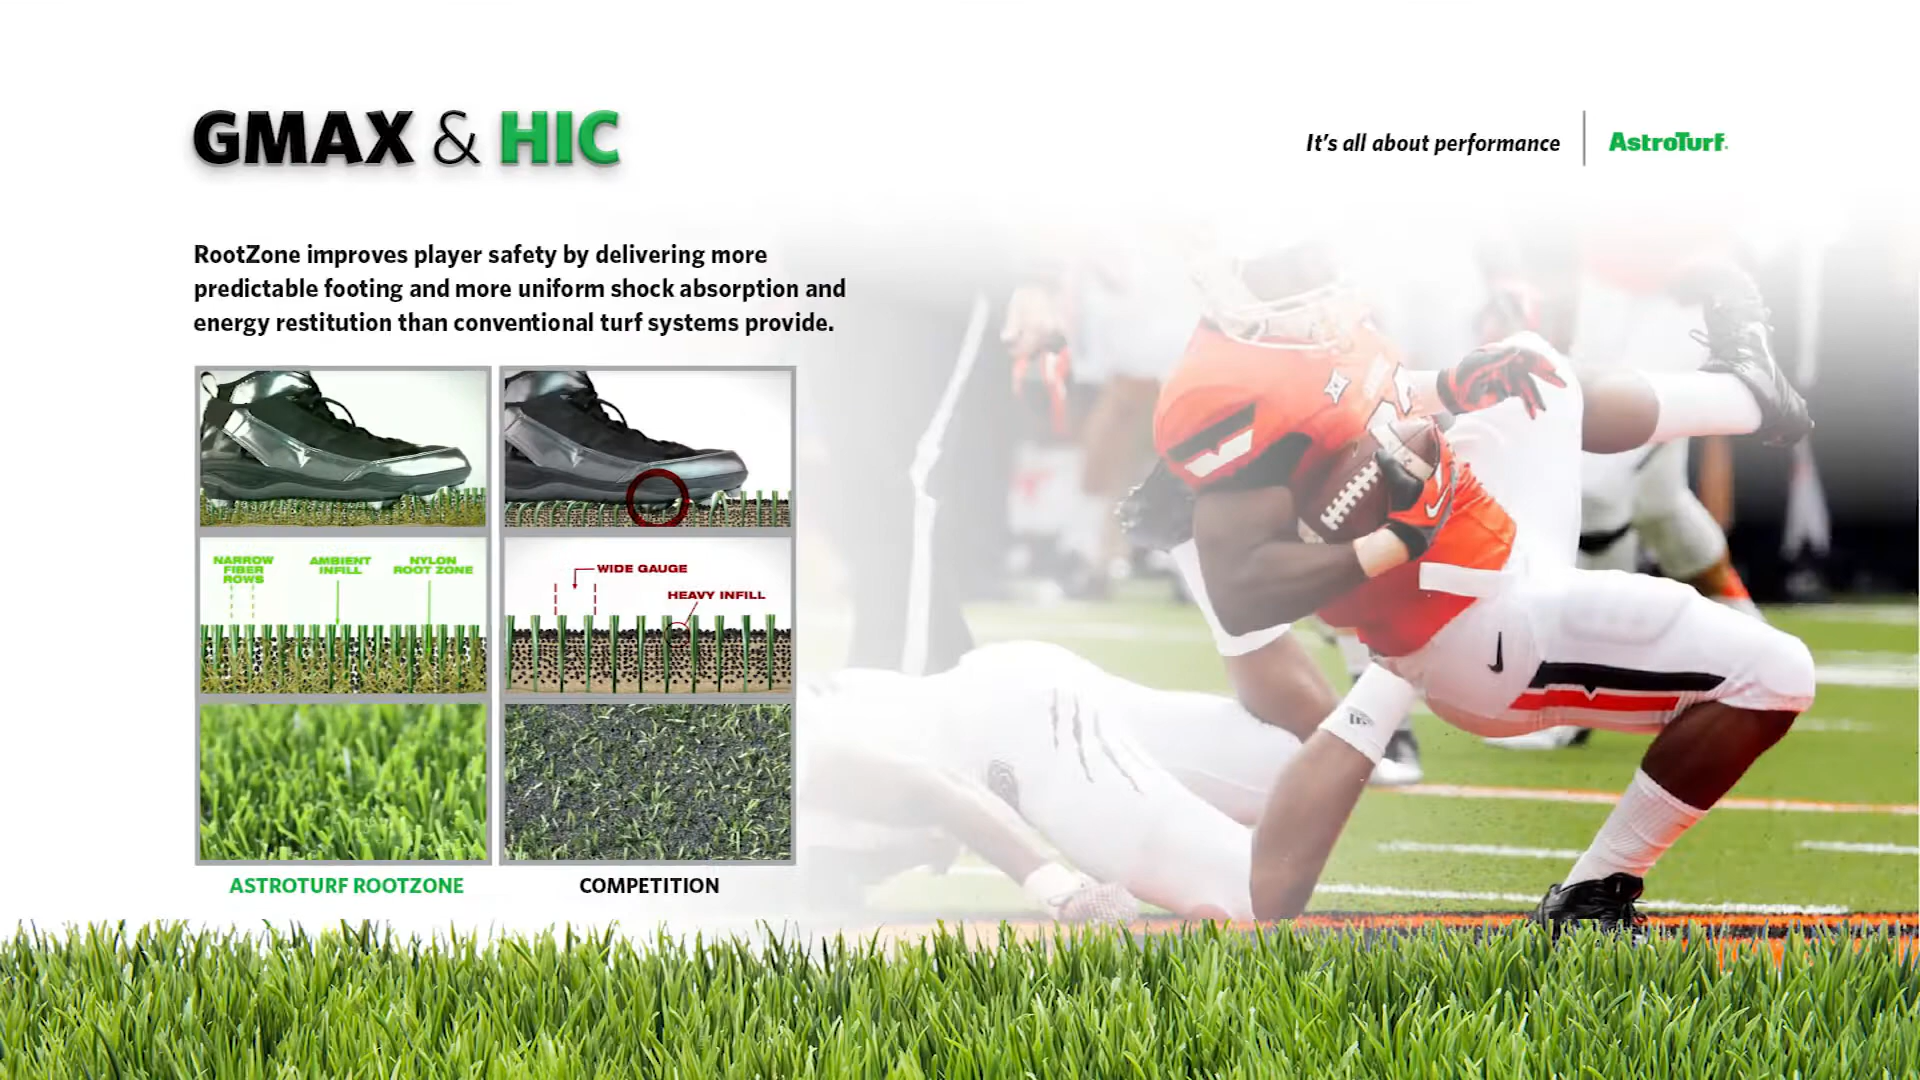 GMAX & HIC
It's all about performance
AstroTurf
RootZone improves player safety by delivering more
predictable footing and more uniform shock absorption and
energy restitution than conventional turf systems provide.
NARROW
FIBER
ROWS
AMBIENT
INFILL
NYLON
ROOT ZONE
WIDE GAUGE
HEAVY INFILL
ASTROTURF ROOTZONE
COMPETITION